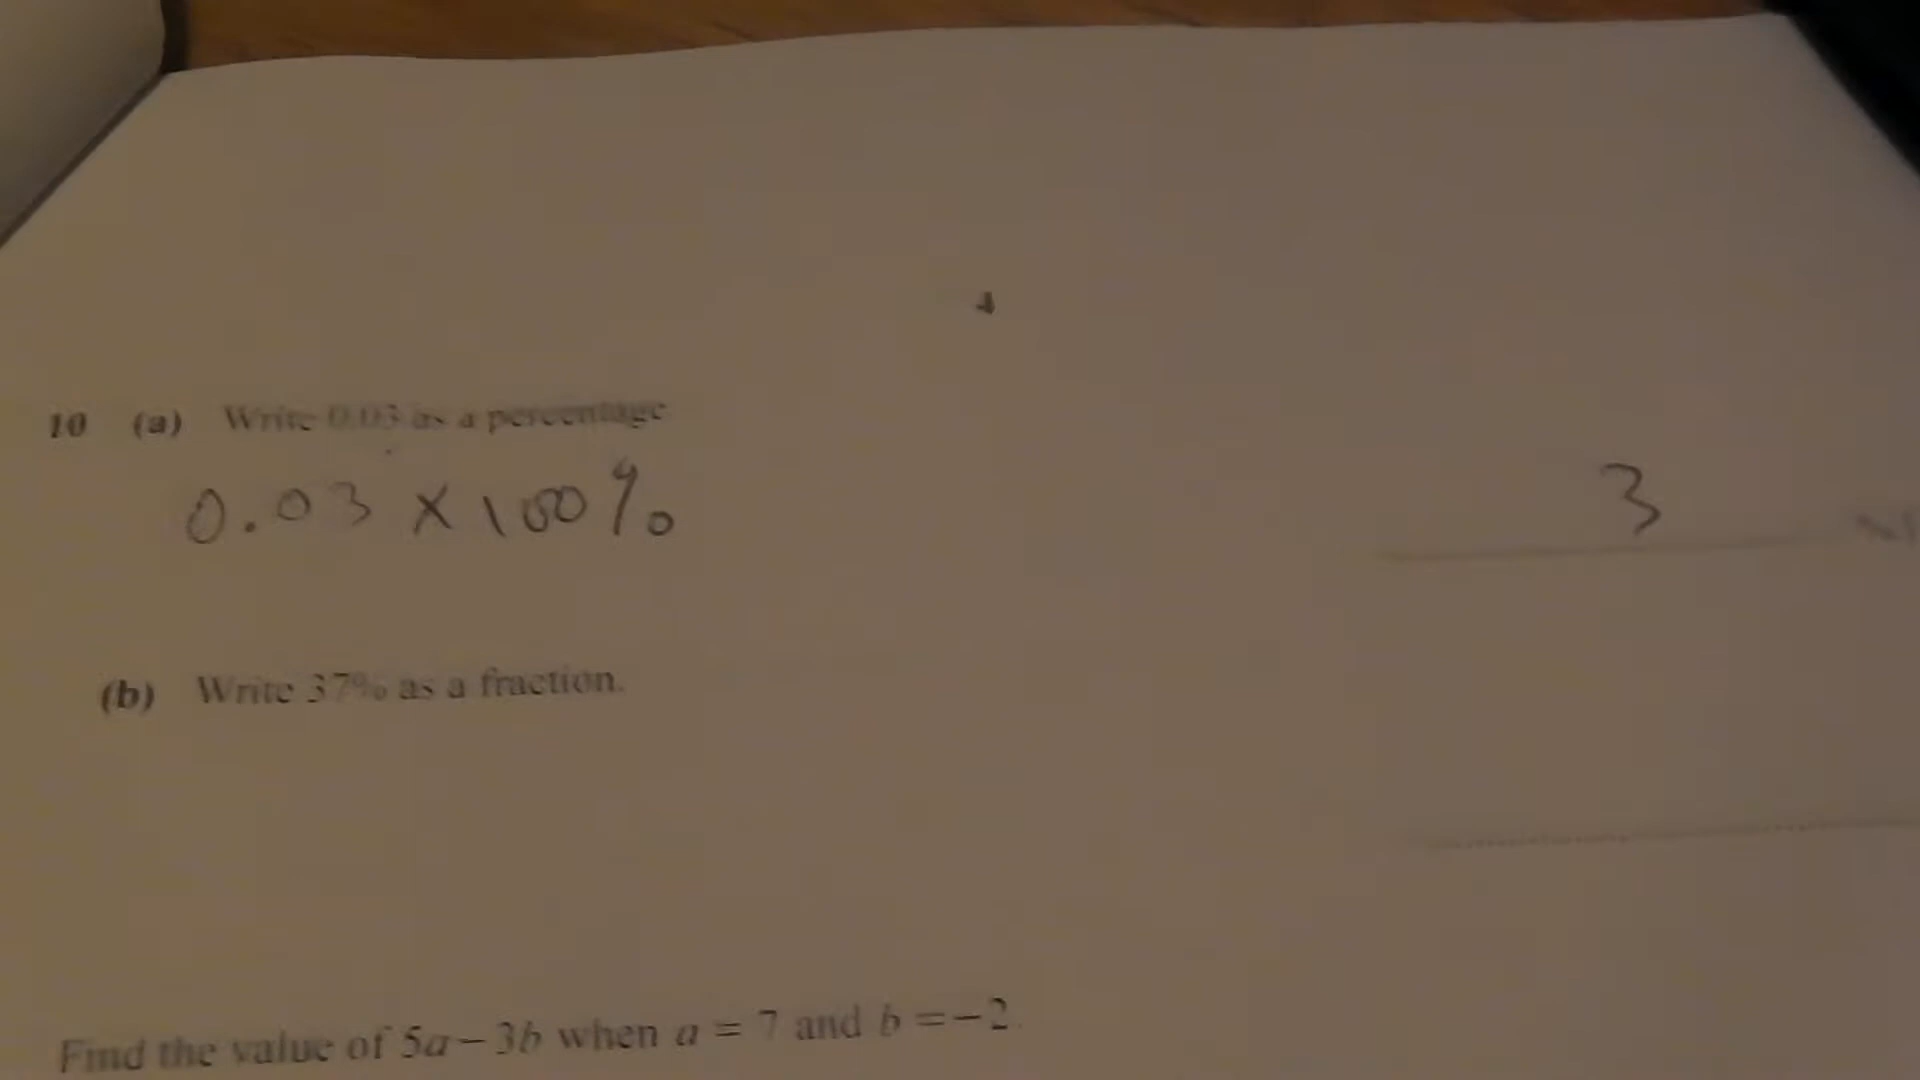 4
10 (a) Write 0.03 as a percentage
0.03 × 100%
3
(b) Write 37% as a fraction.
Find the value of 5a − 3b when a = 7 and b = −2.